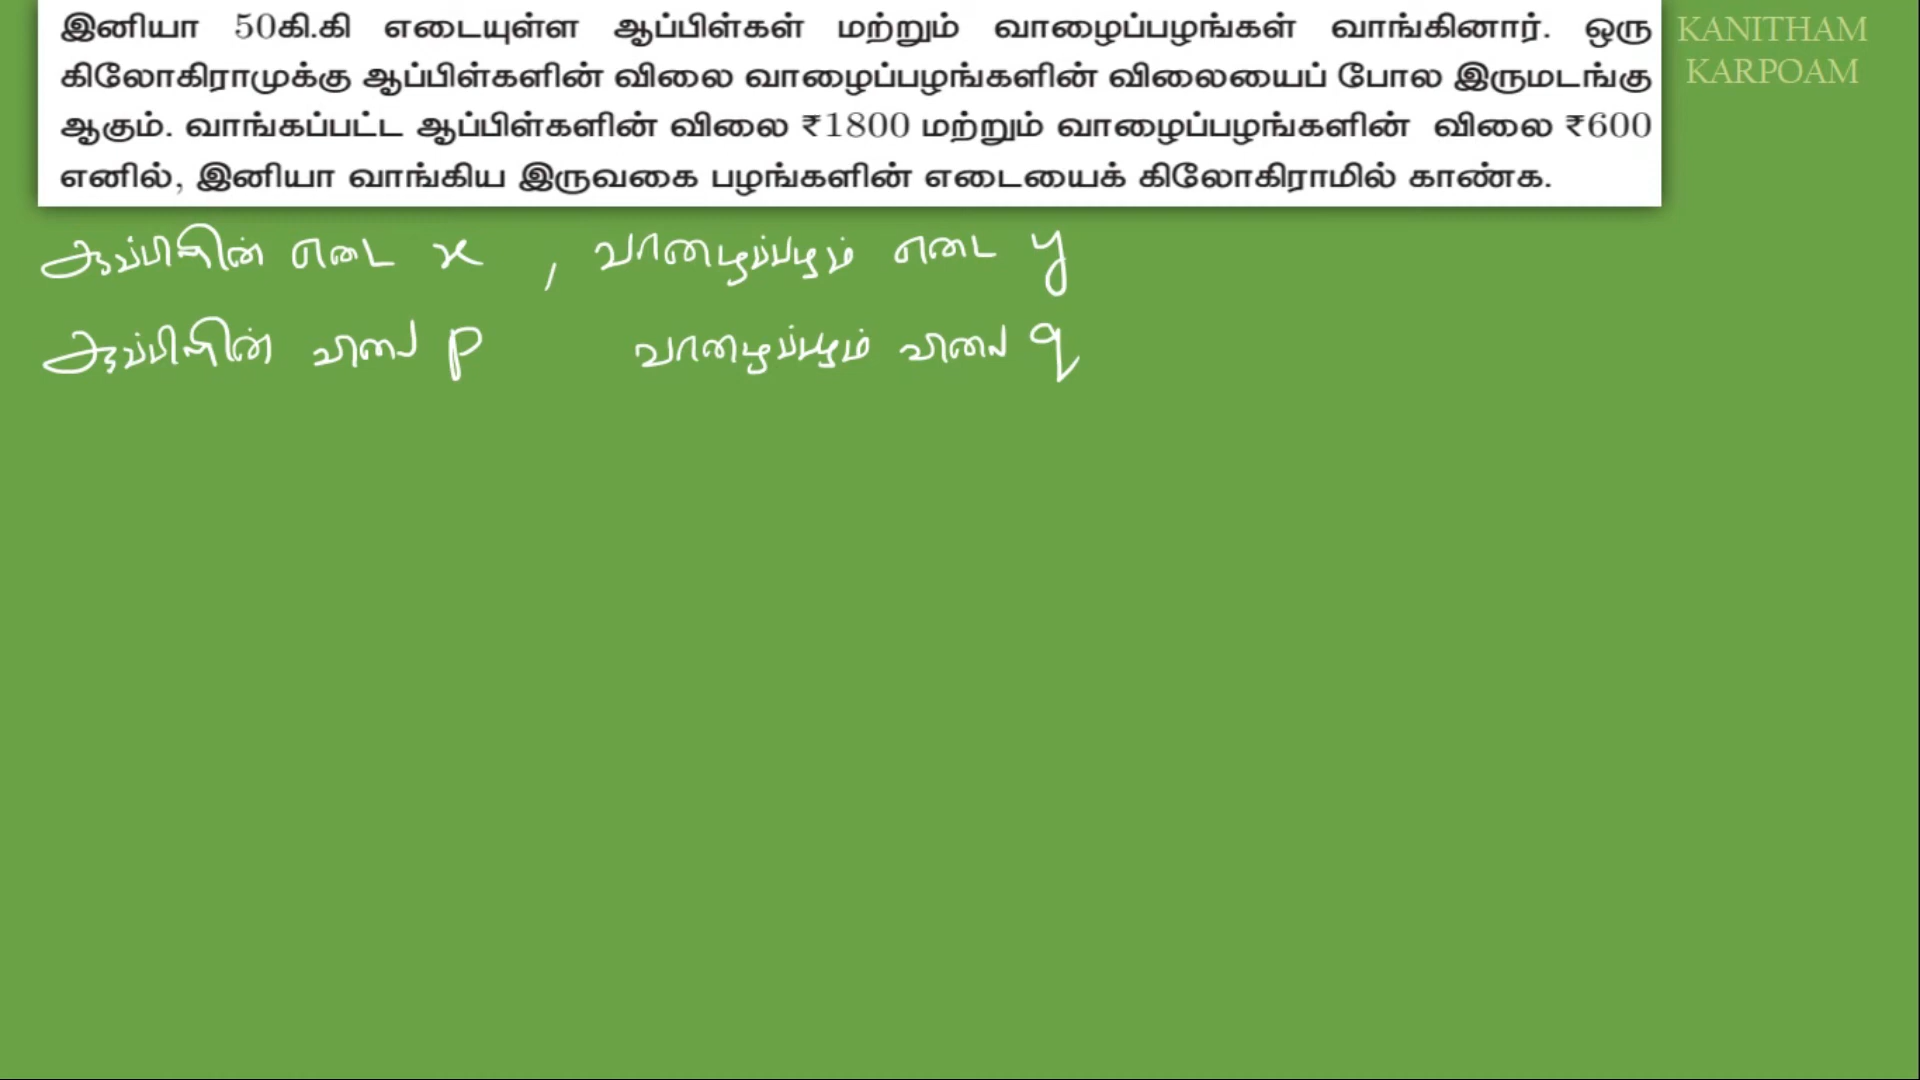 இனியா 50கி.கி எடையுள்ள ஆப்பிள்கள் மற்றும் வாழைப்பழங்கள் வாங்கினார். ஒரு
கிலோகிராமுக்கு ஆப்பிள்களின் விலை வாழைப்பழங்களின் விலையைப் போல இருமடங்கு
ஆகும். வாங்கப்பட்ட ஆப்பிள்களின் விலை ₹1800 மற்றும் வாழைப்பழங்களின் விலை ₹600
எனில், இனியா வாங்கிய இருவகை பழங்களின் எடையைக் கிலோகிராமில் காண்க.
KANITHAM
KARPOAM
ஆப்பிளின் எடை x , வாழைப்பழம் எடை y
ஆப்பிளின் விலை p வாழைப்பழம் விலை q